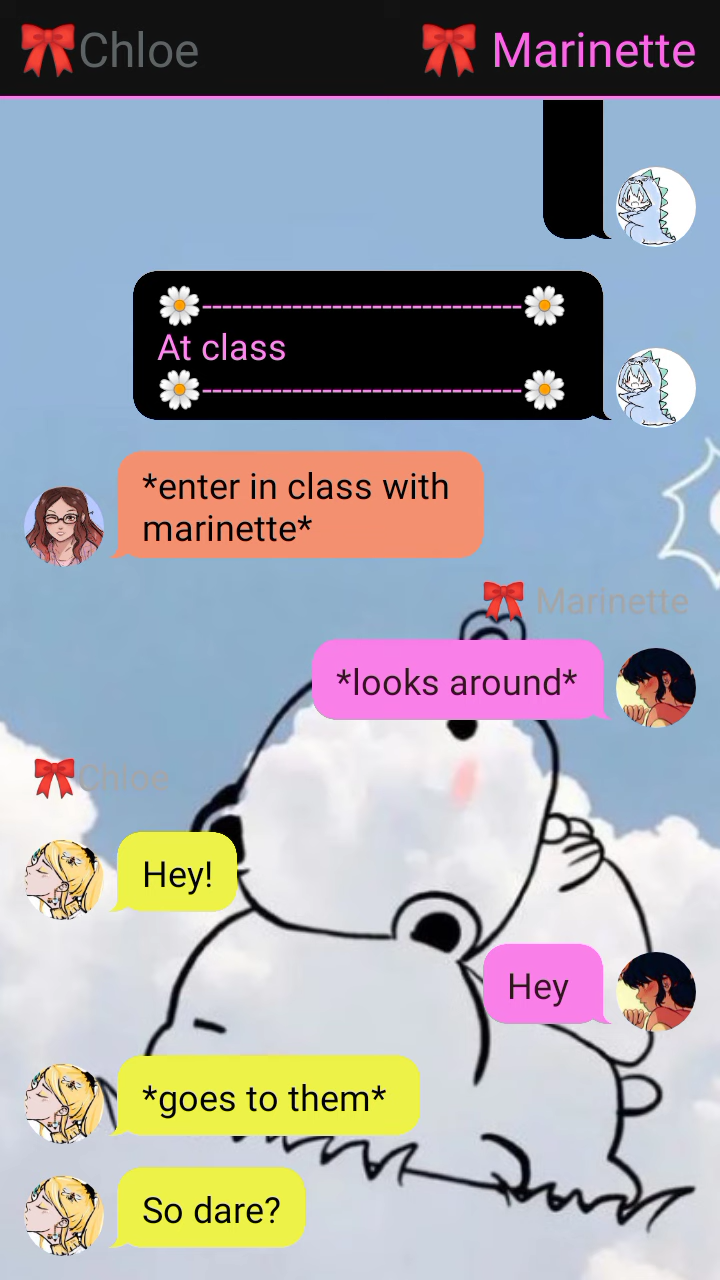 🎀Chloe
🎀 Marinette
🌼---------------------------🌼
At class
🌼---------------------------🌼
*enter in class with
marinette*
🎀 Marinette
*looks around*
🎀Chloe
Hey!
Hey
*goes to them*
So dare?